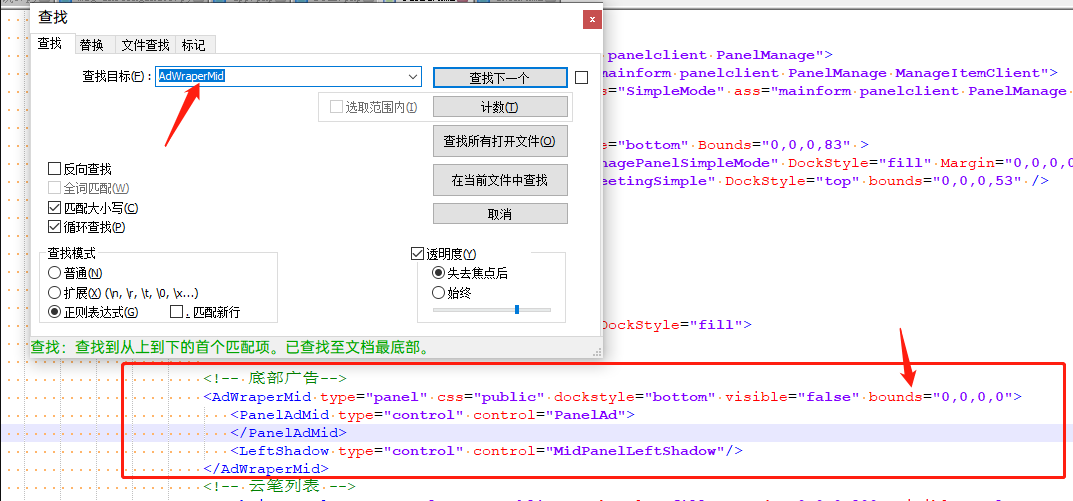 查找
查找 替换 文件查找 标记
查找目标(F)： AdWraperMid 查找下一个
选取范围内(I) 计数(T)
查找所有打开文件(O)
在当前文件中查找
取消
反向查找
全词匹配(W)
匹配大小写(C)
循环查找(P)
查找模式
普通(N)
扩展(X) (\n, \r, \t, \0, \x...)
正则表达式(G) . 匹配新行
透明度(Y)
失去焦点后
始终
查找：查找到从上到下的首个匹配项。已查找至文档最底部。
panelclient PanelManage">
mainform panelclient PanelManage ManageItemClient">
s="SimpleMode" ass="mainform panelclient PanelManage
e="bottom" Bounds="0,0,0,83" >
nagePanelSimpleMode" DockStyle="fill" Margin="0,0,0,0
eetingSimple" DockStyle="top" bounds="0,0,0,53" />
DockStyle="fill">
<!-- 底部广告-->
<AdWraperMid type="panel" css="public" dockstyle="bottom" visible="false" bounds="0,0,0,0">
<PanelAdMid type="control" control="PanelAd">
</PanelAdMid>
<LeftShadow type="control" control="MidPanelLeftShadow"/>
</AdWraperMid>
<!-- 云笔列表 -->